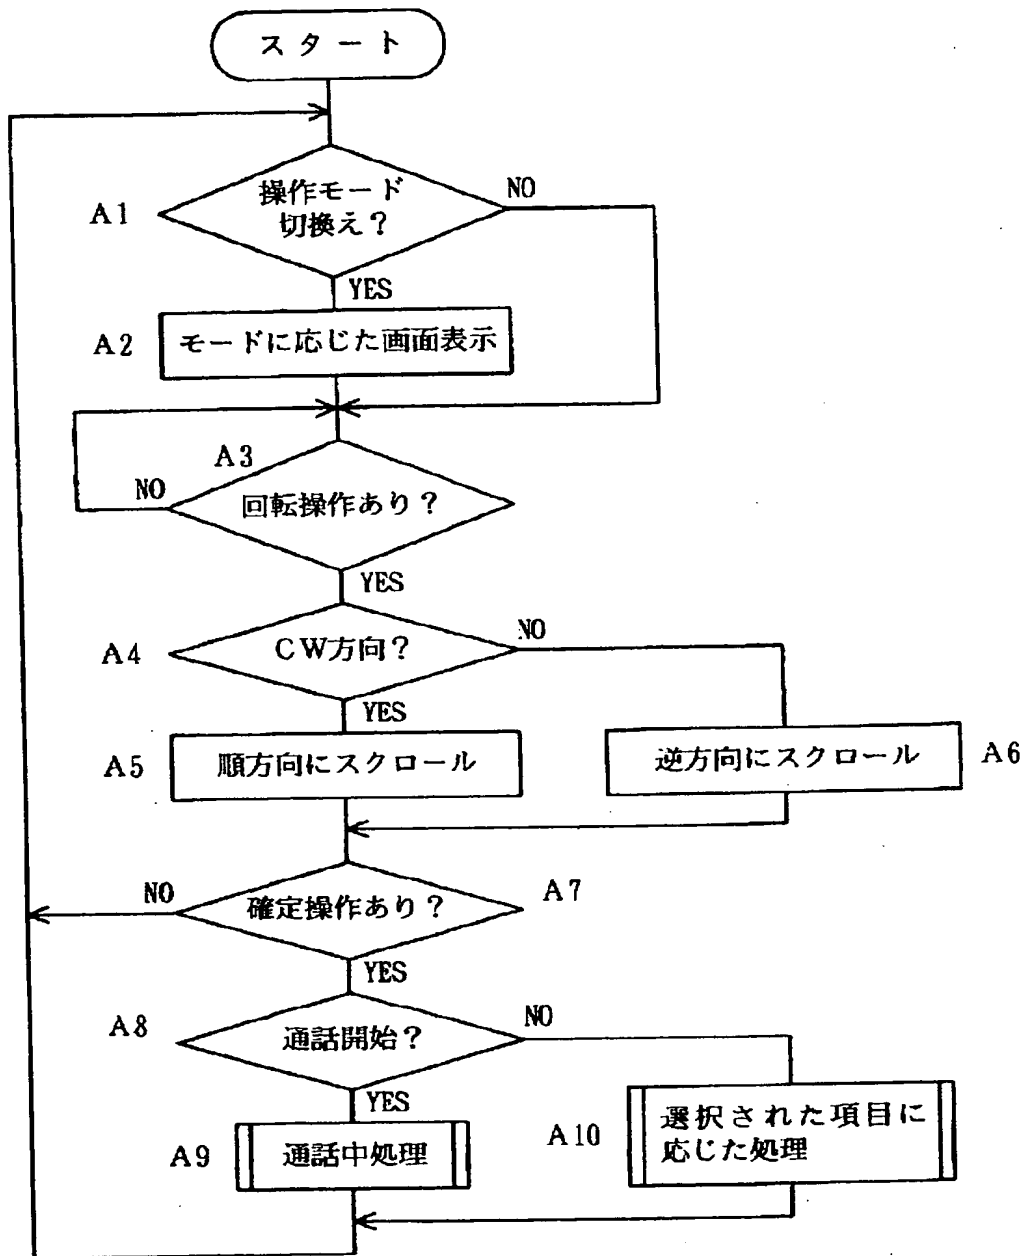 スタート
操作モード
切換え？
NO
A1
YES
A2
モードに応じた画面表示
A3
NO
回転操作あり？
YES
A4
CW方向？
NO
YES
A5
順方向にスクロール
逆方向にスクロール
A6
NO
確定操作あり？
A7
YES
A8
通話開始？
NO
YES
A9
通話中処理
A10
選択された項目に
応じた処理